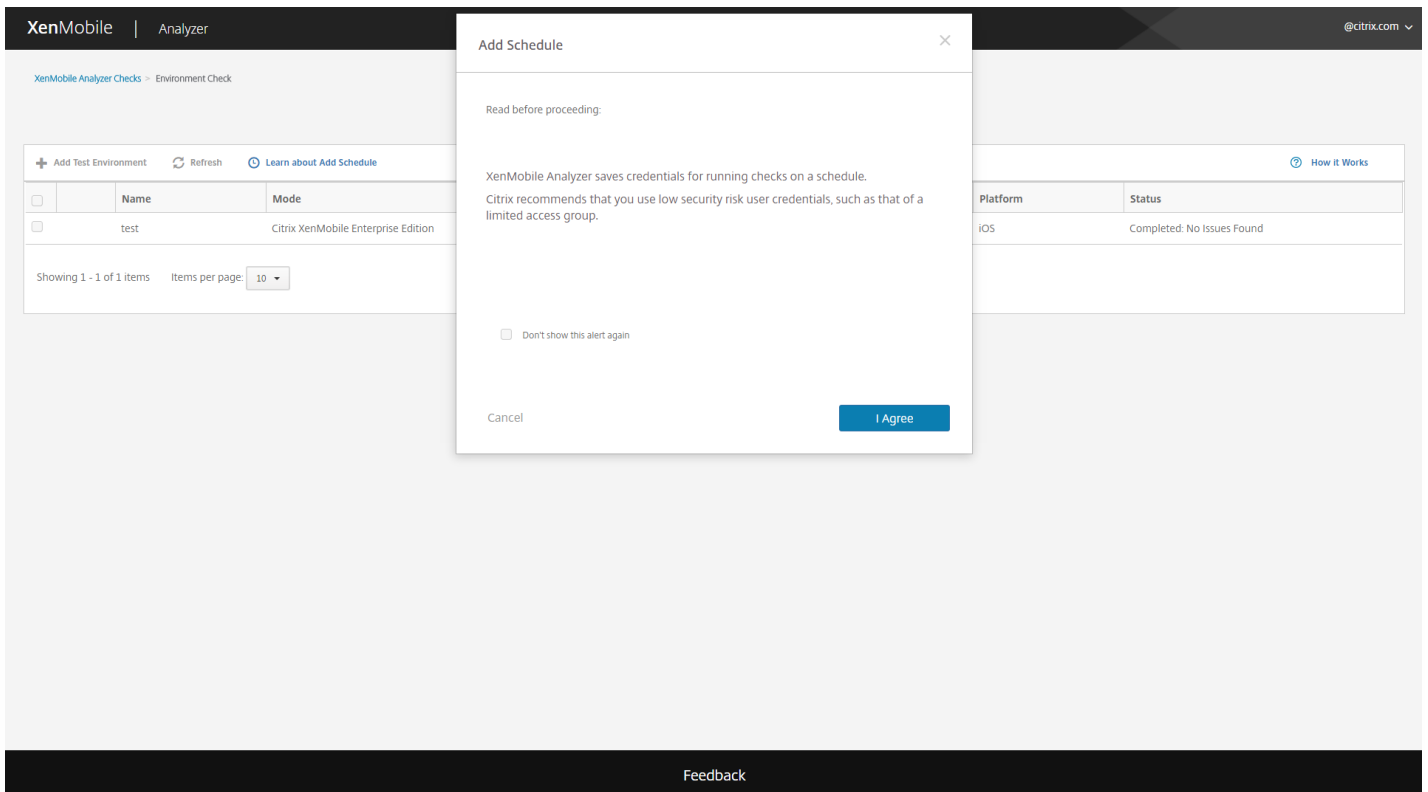 XenMobile | Analyzer
@citrix.com
Add Schedule
XenMobile Analyzer Checks > Environment Check
Read before proceeding:
Add Test Environment Refresh Learn about Add Schedule
How it Works
XenMobile Analyzer saves credentials for running checks on a schedule.
Citrix recommends that you use low security risk user credentials, such as that of a
limited access group.
Name Mode Platform Status
test Citrix XenMobile Enterprise Edition iOS Completed: No Issues Found
Showing 1 - 1 of 1 items Items per page: 10
Don't show this alert again
Cancel
I Agree
Feedback